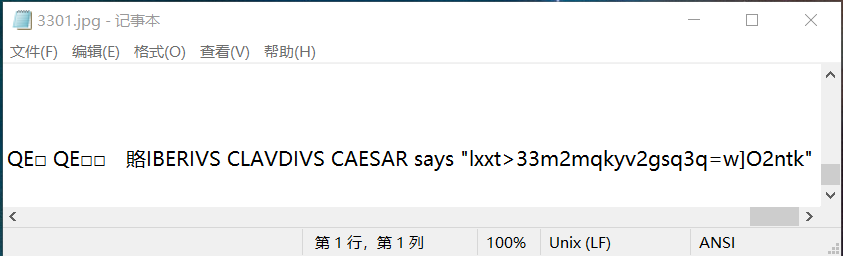 3301.jpg - 记事本
文件(F) 编辑(E) 格式(O) 查看(V) 帮助(H)
QE□ QE□□ 賂IBERIVS CLAVDIVS CAESAR says "lxxt>33m2mqkyv2gsq3q=w]O2ntk"
第 1 行，第 1 列 100% Unix (LF) ANSI